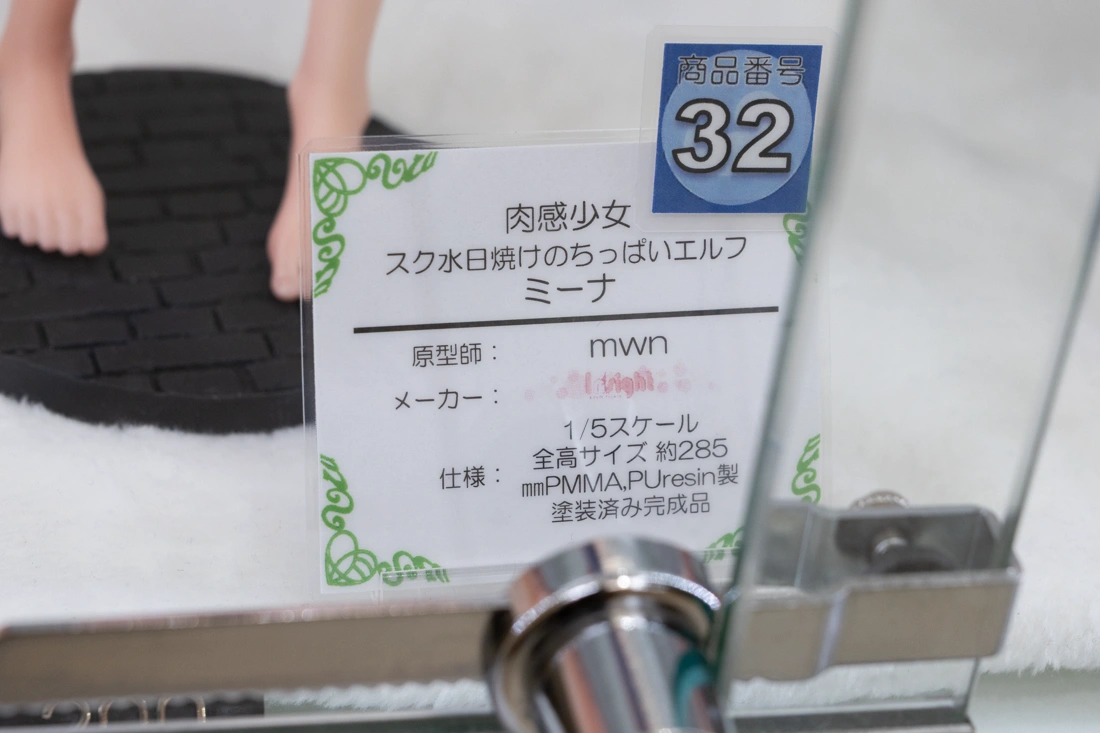 商品番号
32
肉感少女
スク水日焼けのちっぱいエルフ
ミーナ
原型師： mwn
メーカー：
1/5スケール
全高サイズ 約285
仕様： ㎜PMMA,PUresin製
塗装済み完成品